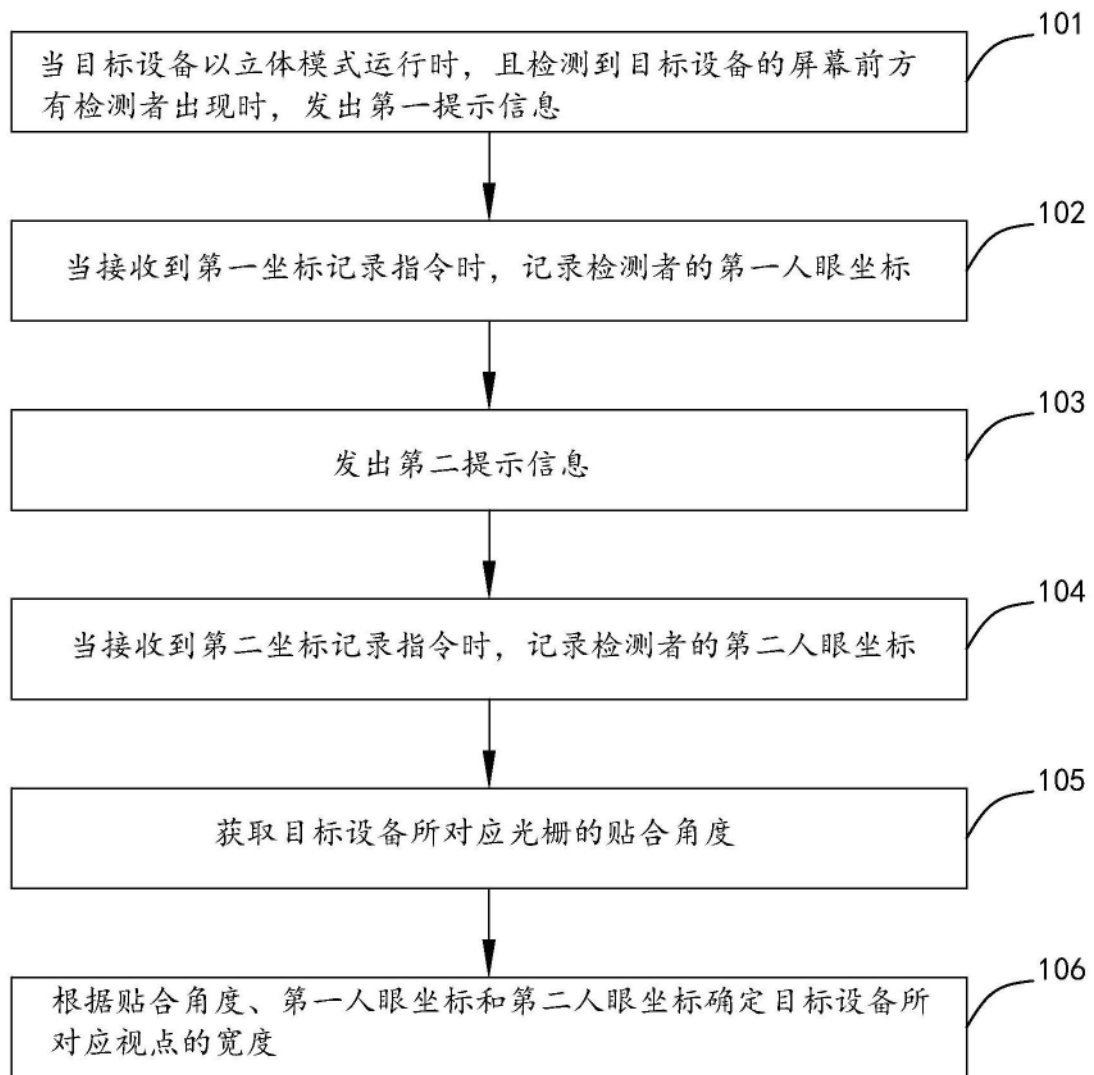 101
当目标设备以立体模式运行时，且检测到目标设备的屏幕前方
有检测者出现时，发出第一提示信息
102
当接收到第一坐标记录指令时，记录检测者的第一人眼坐标
103
发出第二提示信息
104
当接收到第二坐标记录指令时，记录检测者的第二人眼坐标
105
获取目标设备所对应光栅的贴合角度
106
根据贴合角度、第一人眼坐标和第二人眼坐标确定目标设备所
对应视点的宽度